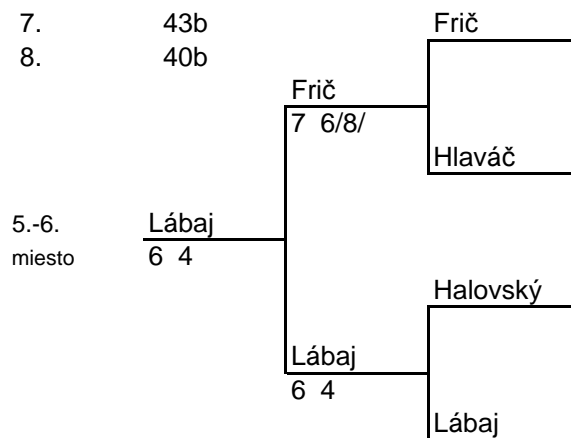 7. 43b
Frič
8. 40b
Frič
7 6/8/
Hlaváč
5.-6.
Lábaj
miesto
6 4
Halovský
Lábaj
6 4
Lábaj